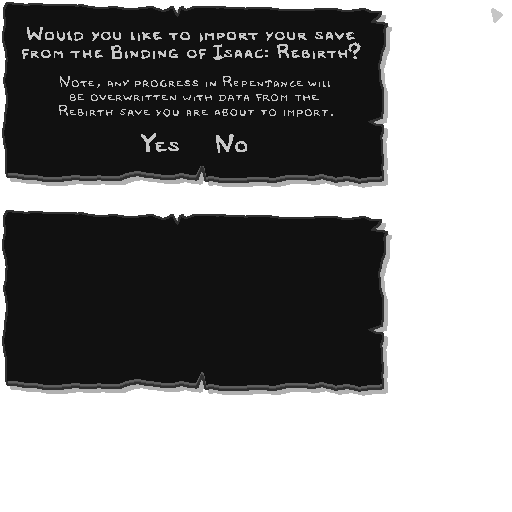 Would you like to import your save
from the Binding of Isaac: Rebirth?
Note, any progress in Repentance will
be overwritten with data from the
Rebirth save you are about to import.
Yes No